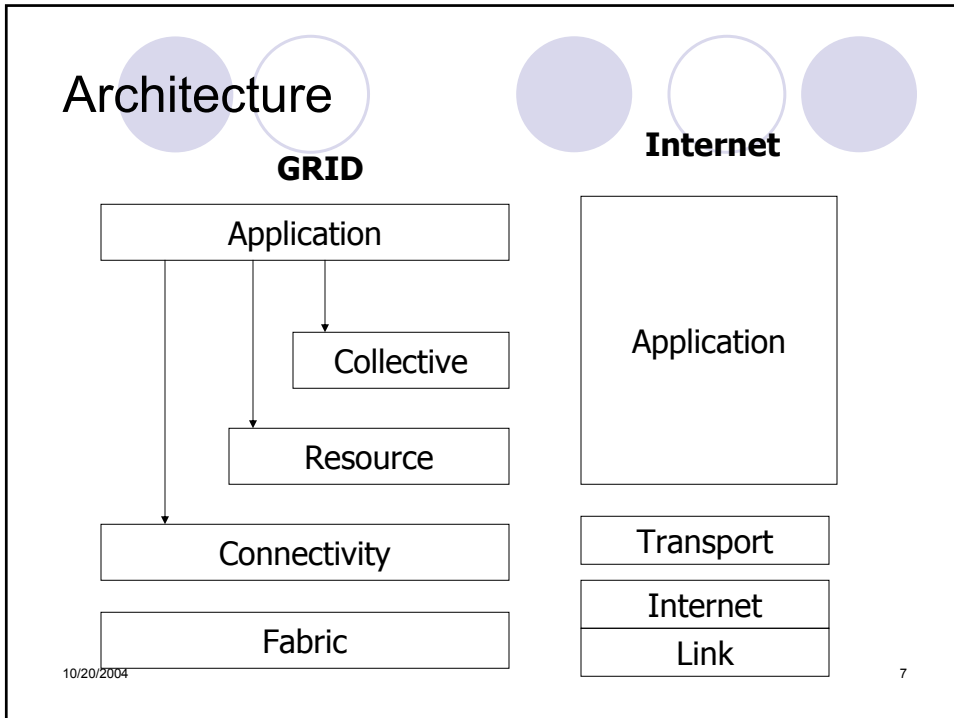 Architecture
GRID
Internet
Application
Collective
Resource
Connectivity
Fabric
Application
Transport
Internet
Link
10/20/2004
7